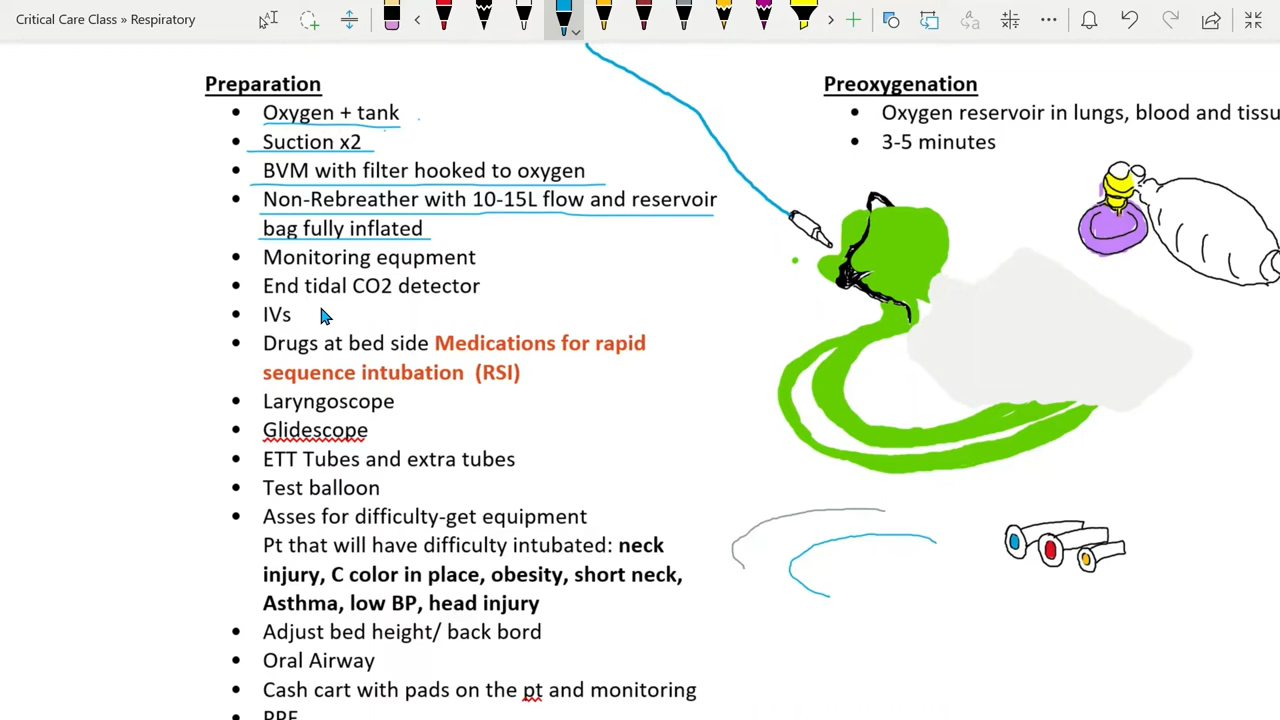 Critical Care Class » Respiratory
Preparation
Oxygen + tank
Suction x2
BVM with filter hooked to oxygen
Non-Rebreather with 10-15L flow and reservoir
bag fully inflated
Monitoring equpment
End tidal CO2 detector
IVs
Drugs at bed side Medications for rapid
sequence intubation (RSI)
Laryngoscope
Glidescope
ETT Tubes and extra tubes
Test balloon
Asses for difficulty-get equipment
Pt that will have difficulty intubated: neck
injury, C color in place, obesity, short neck,
Asthma, low BP, head injury
Adjust bed height/ back bord
Oral Airway
Cash cart with pads on the pt and monitoring
PPE
Preoxygenation
Oxygen reservoir in lungs, blood and tissu
3-5 minutes